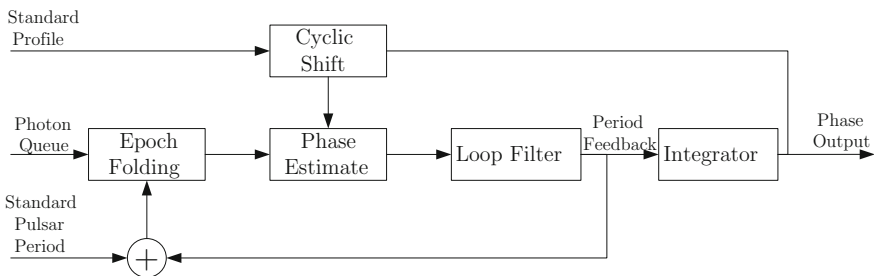 Standard
Profile
Cyclic
Shift
Photon
Queue
Epoch
Folding
Phase
Estimate
Loop Filter
Period
Feedback
Integrator
Phase
Output
Standard
Pulsar
Period
+